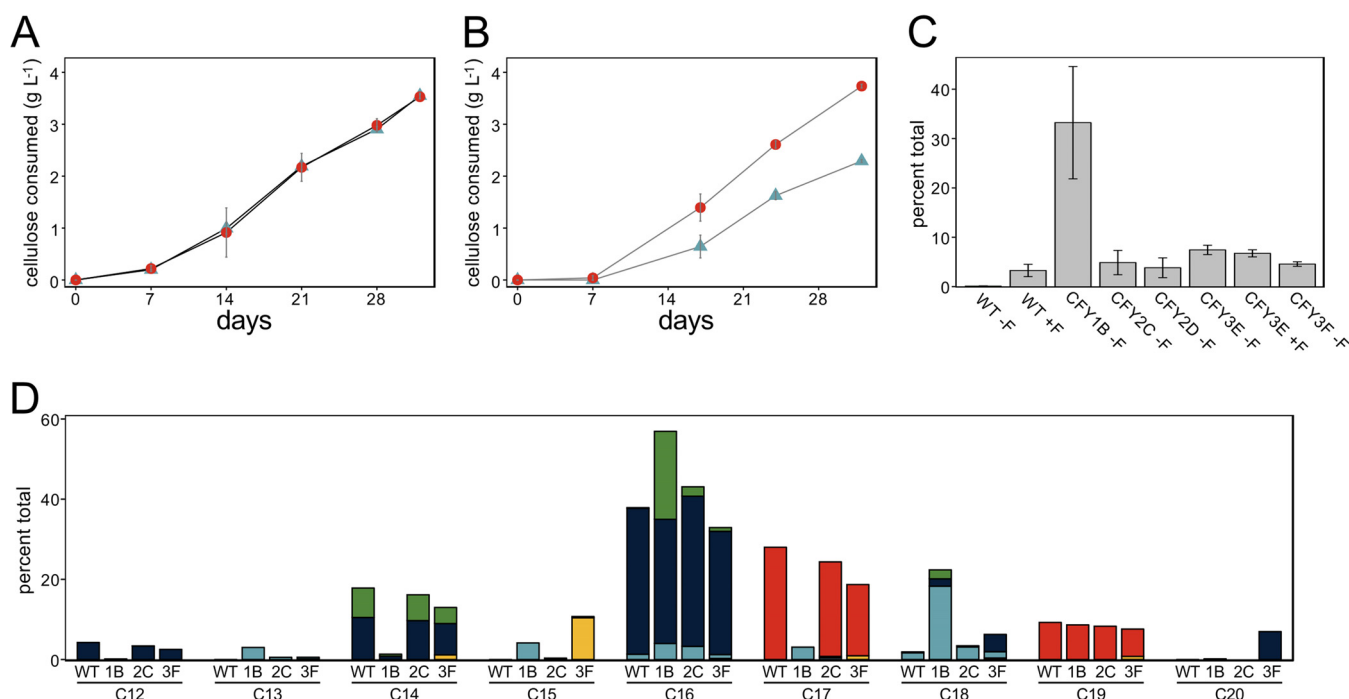 A
cellulose consumed (g L⁻¹)
4
3
2
1
0
0 7 14 21 28
days
B
cellulose consumed (g L⁻¹)
4
3
2
1
0
0 7 14 21 28
days
C
percent total
40
30
20
10
0
WT -F
WT +F
CFY1B -F
CFY2C -F
CFY2D -F
CFY3E -F
CFY3E +F
CFY3F -F
D
percent total
60
40
20
0
WT 1B 2C 3F WT 1B 2C 3F WT 1B 2C 3F WT 1B 2C 3F WT 1B 2C 3F WT 1B 2C 3F WT 1B 2C 3F WT 1B 2C 3F WT 1B 2C 3F
C12 C13 C14 C15 C16 C17 C18 C19 C20